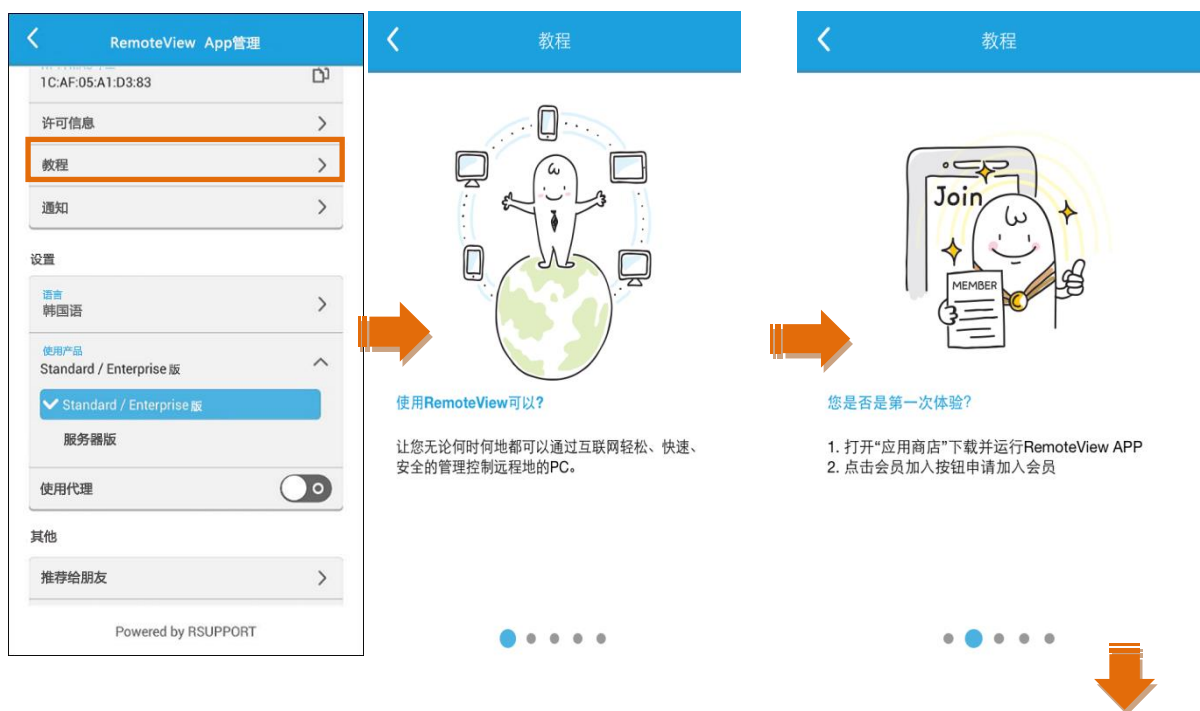 RemoteView App管理
1C:AF:05:A1:D3:83
许可信息
教程
通知
设置
语言
韩国语
使用产品
Standard / Enterprise 版
Standard / Enterprise 版
服务器版
使用代理
其他
推荐给朋友
Powered by RSUPPORT
教程
使用RemoteView可以?
让您无论何时何地都可以通过互联网轻松、快速、
安全的管理控制远程地的PC。
教程
Join
MEMBER
您是否是第一次体验?
1. 打开“应用商店”下载并运行RemoteView APP
2. 点击会员加入按钮申请加入会员